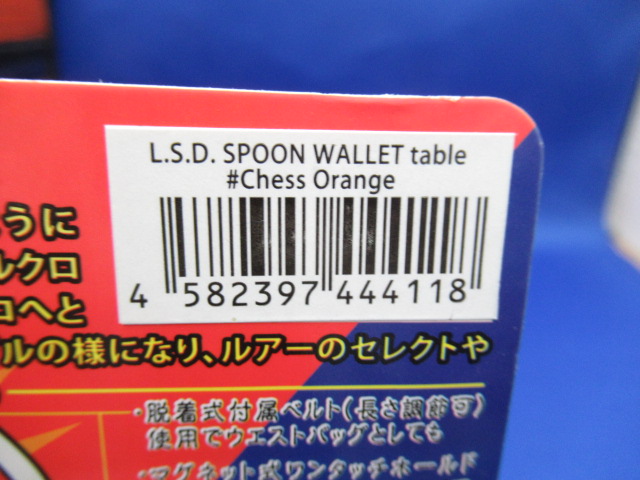 L.S.D. SPOON WALLET table
#Chess Orange
4 582397 444118
うに
ルクロ
へと
ルの様になり、ルアーのセレクトや
・脱着式付属ベルト(長さ調節可)
使用でウエストバッグとしても
・マグネット式ワンタッチホールド